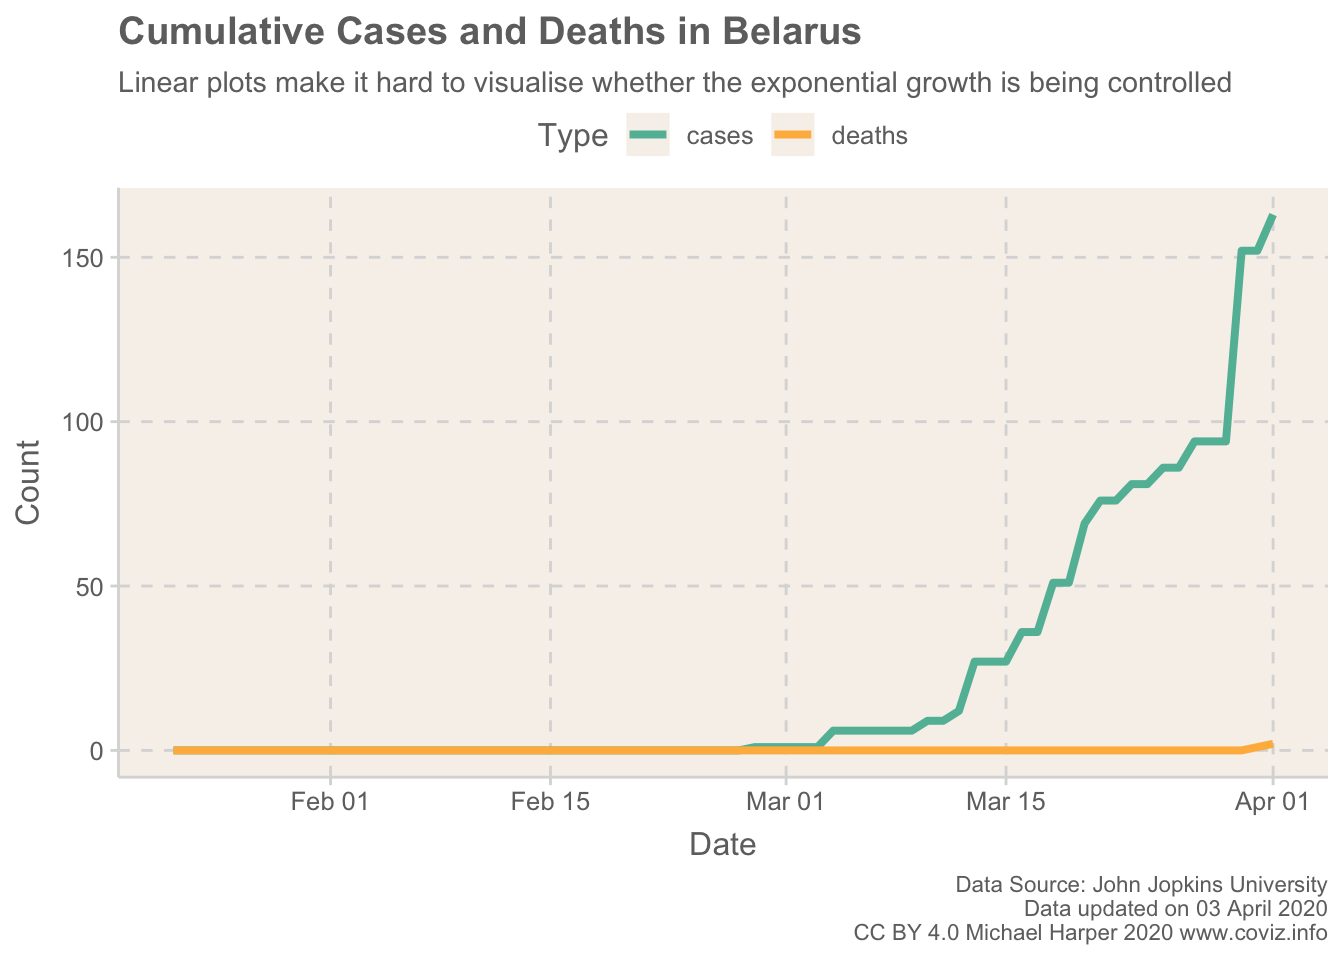 Cumulative Cases and Deaths in Belarus
Linear plots make it hard to visualise whether the exponential growth is being controlled
Type cases deaths
150
100
50
0
Count
Feb 01 Feb 15 Mar 01 Mar 15 Apr 01
Date
Data Source: John Jopkins University
Data updated on 03 April 2020
CC BY 4.0 Michael Harper 2020 www.coviz.info